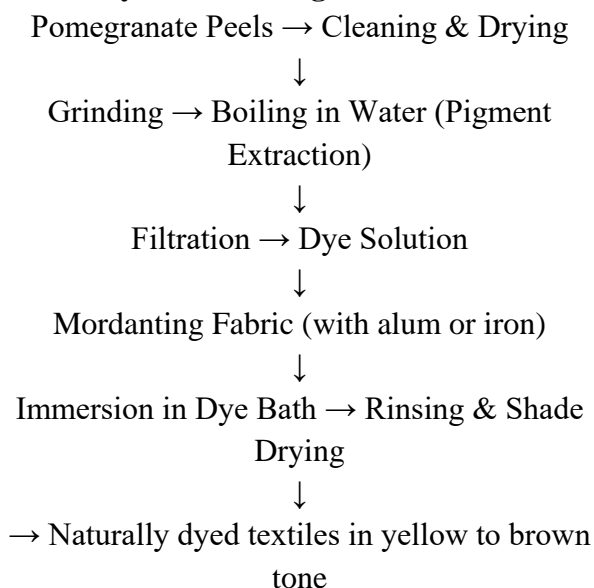 Pomegranate Peels → Cleaning & Drying
↓
Grinding → Boiling in Water (Pigment
Extraction)
↓
Filtration → Dye Solution
↓
Mordanting Fabric (with alum or iron)
↓
Immersion in Dye Bath → Rinsing & Shade
Drying
↓
→ Naturally dyed textiles in yellow to brown
tone